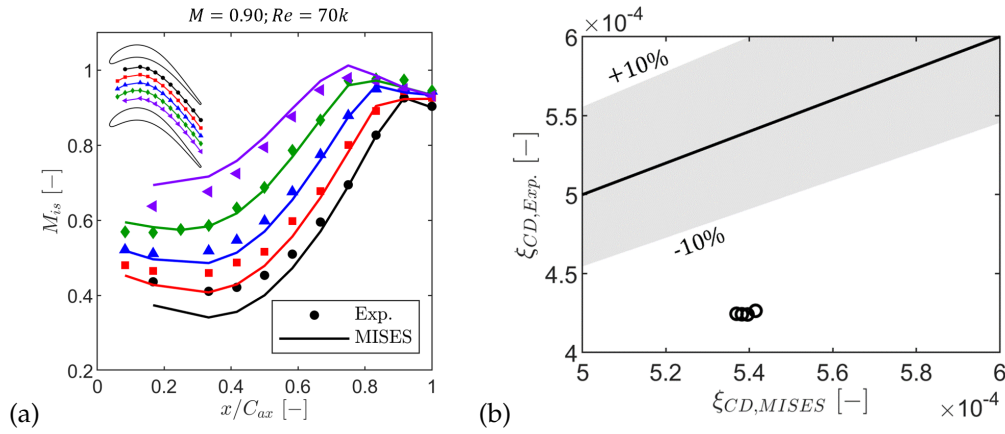 M = 0.90; Re = 70k
1
0.8
0.6
0.4
0.2
M_is [−]
0 0.2 0.4 0.6 0.8 1
x/C_ax [−]
Exp.
MISES
(a)
×10⁻⁴
6
5.5
5
4.5
4
ξ_CD,Exp. [−]
+10%
-10%
5 5.2 5.4 5.6 5.8 6
ξ_CD,MISES [−]
×10⁻⁴
(b)